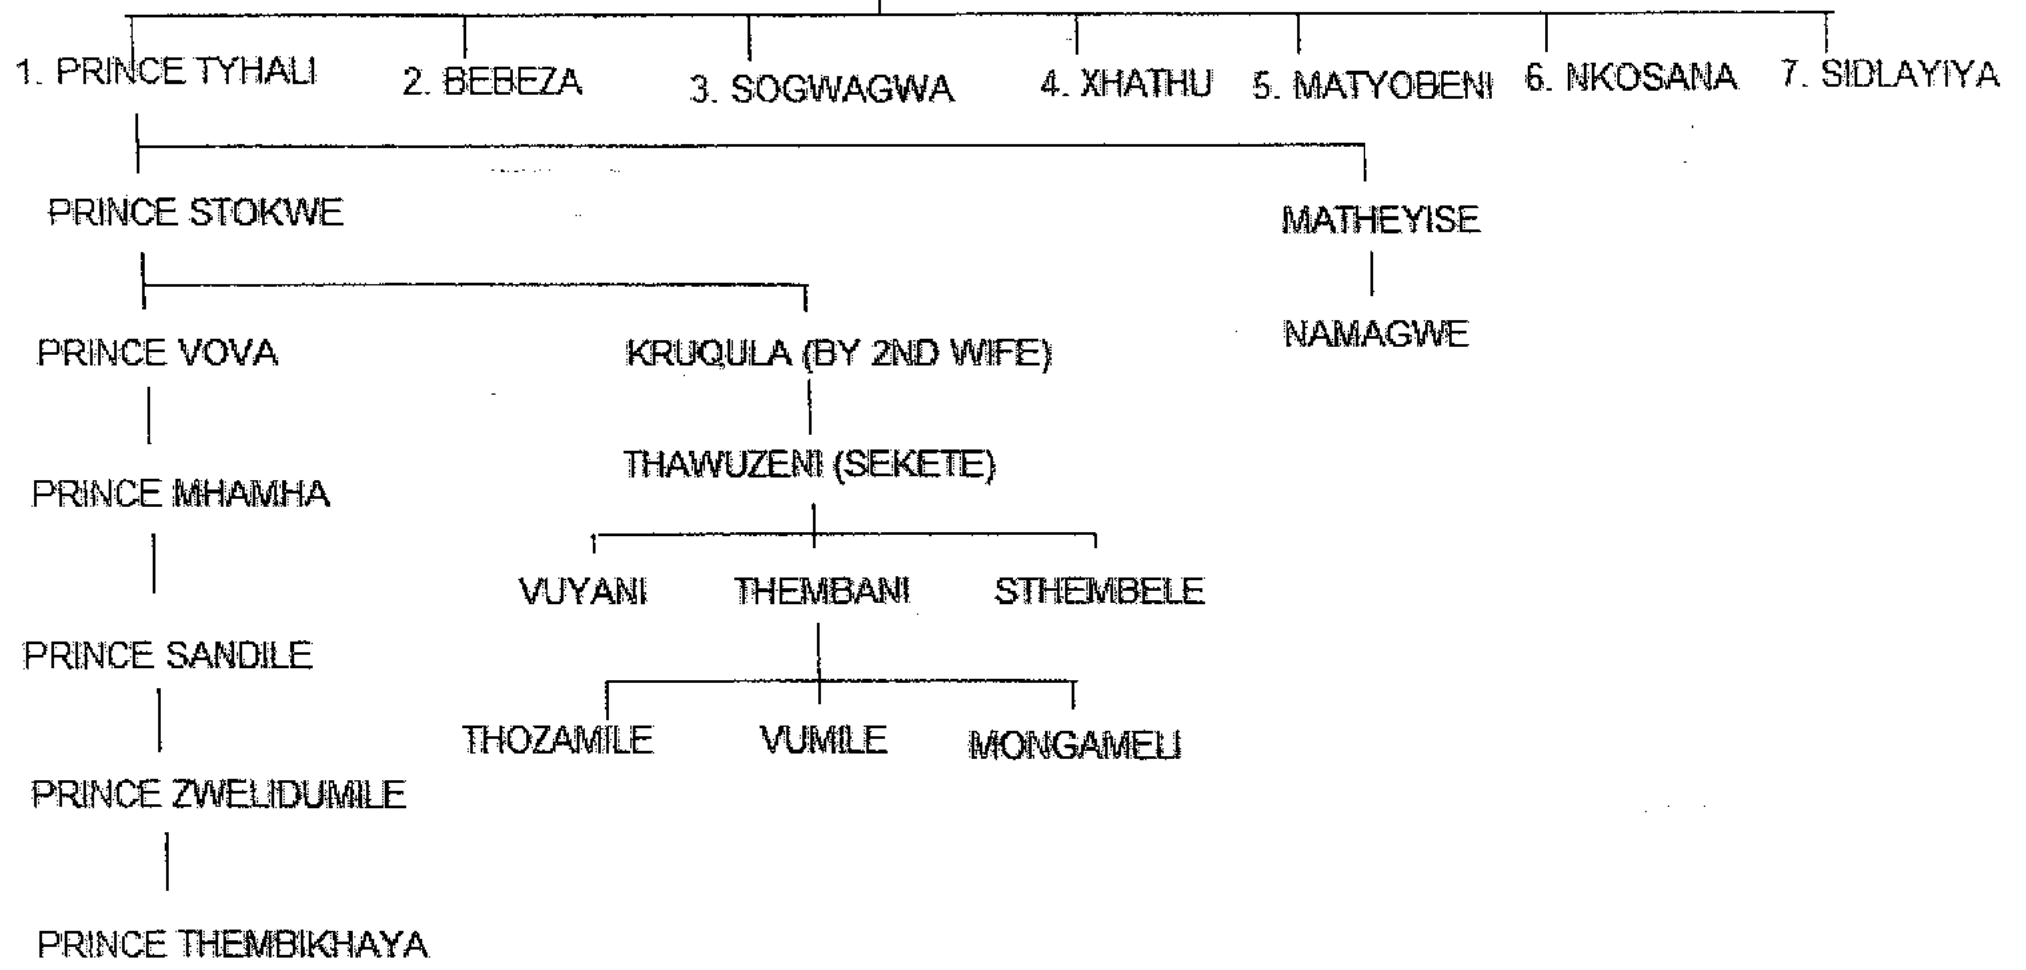 1. PRINCE TYHALI 2. BEBEZA 3. SOGWAGWA 4. XHATHU 5. MATYOBENI 6. NKOSANA 7. SIDLAYIYA
PRINCE STOKWE MATHEYISE
PRINCE VOVA KRUQULA (BY 2ND WIFE) NAMAGWE
THAWUZENI (SEKETE)
PRINCE MHAMHA
VUYANI THEMBANI STHEMBELE
PRINCE SANDILE
THOZAMILE VUMILE MONGAMELI
PRINCE ZWELIDUMILE
PRINCE THEMBIKHAYA